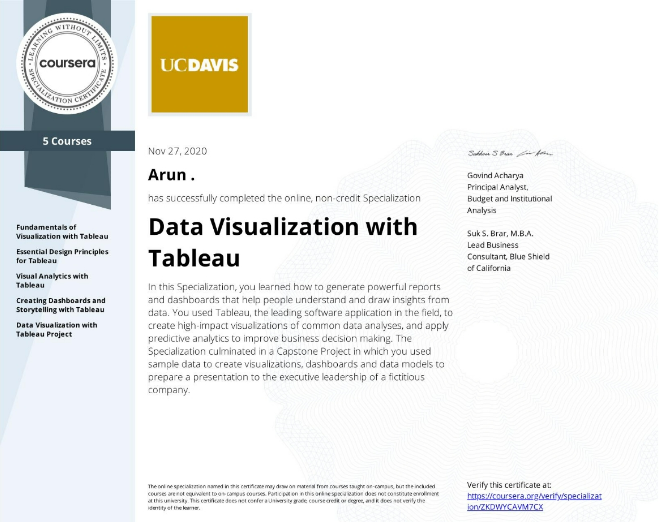 LEARNING WITHOUT LIMITS
coursera
SPECIALIZATION CERTIFICATE
5 Courses
Fundamentals of
Visualization with Tableau
Essential Design Principles
for Tableau
Visual Analytics with
Tableau
Creating Dashboards and
Storytelling with Tableau
Data Visualization with
Tableau Project
UCDAVIS
Nov 27, 2020
Arun .
has successfully completed the online, non-credit Specialization
Data Visualization with
Tableau
In this Specialization, you learned how to generate powerful reports
and dashboards that help people understand and draw insights from
data. You used Tableau, the leading software application in the field, to
create high-impact visualizations of common data analyses, and apply
predictive analytics to improve business decision making. The
Specialization culminated in a Capstone Project in which you used
sample data to create visualizations, dashboards and data models to
prepare a presentation to the executive leadership of a fictitious
company.
Govind Acharya
Principal Analyst,
Budget and Institutional
Analysis
Suk S. Brar, M.B.A.
Lead Business
Consultant, Blue Shield
of California
The online specialization named in this certificate may draw on material from courses taught on-campus, but the included
courses are not equivalent to on-campus courses. Participation in this online specialization does not constitute enrollment
at this university. This certificate does not confer a University grade, course credit or degree, and it does not verify the
identity of the learner.
Verify this certificate at:
https://coursera.org/verify/specializat
ion/ZKDWYCAVM7CX